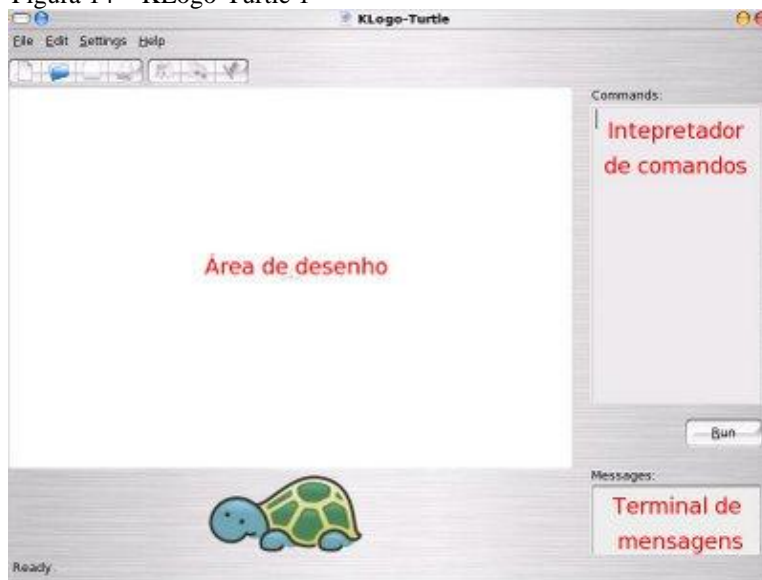 Figura 14 - KLogo-Turtle 1
KLogo-Turtle
File Edit Settings Help
Commands:
Intepretador
de comandos
Área de desenho
Run
Messages:
Terminal de
mensagens
Ready